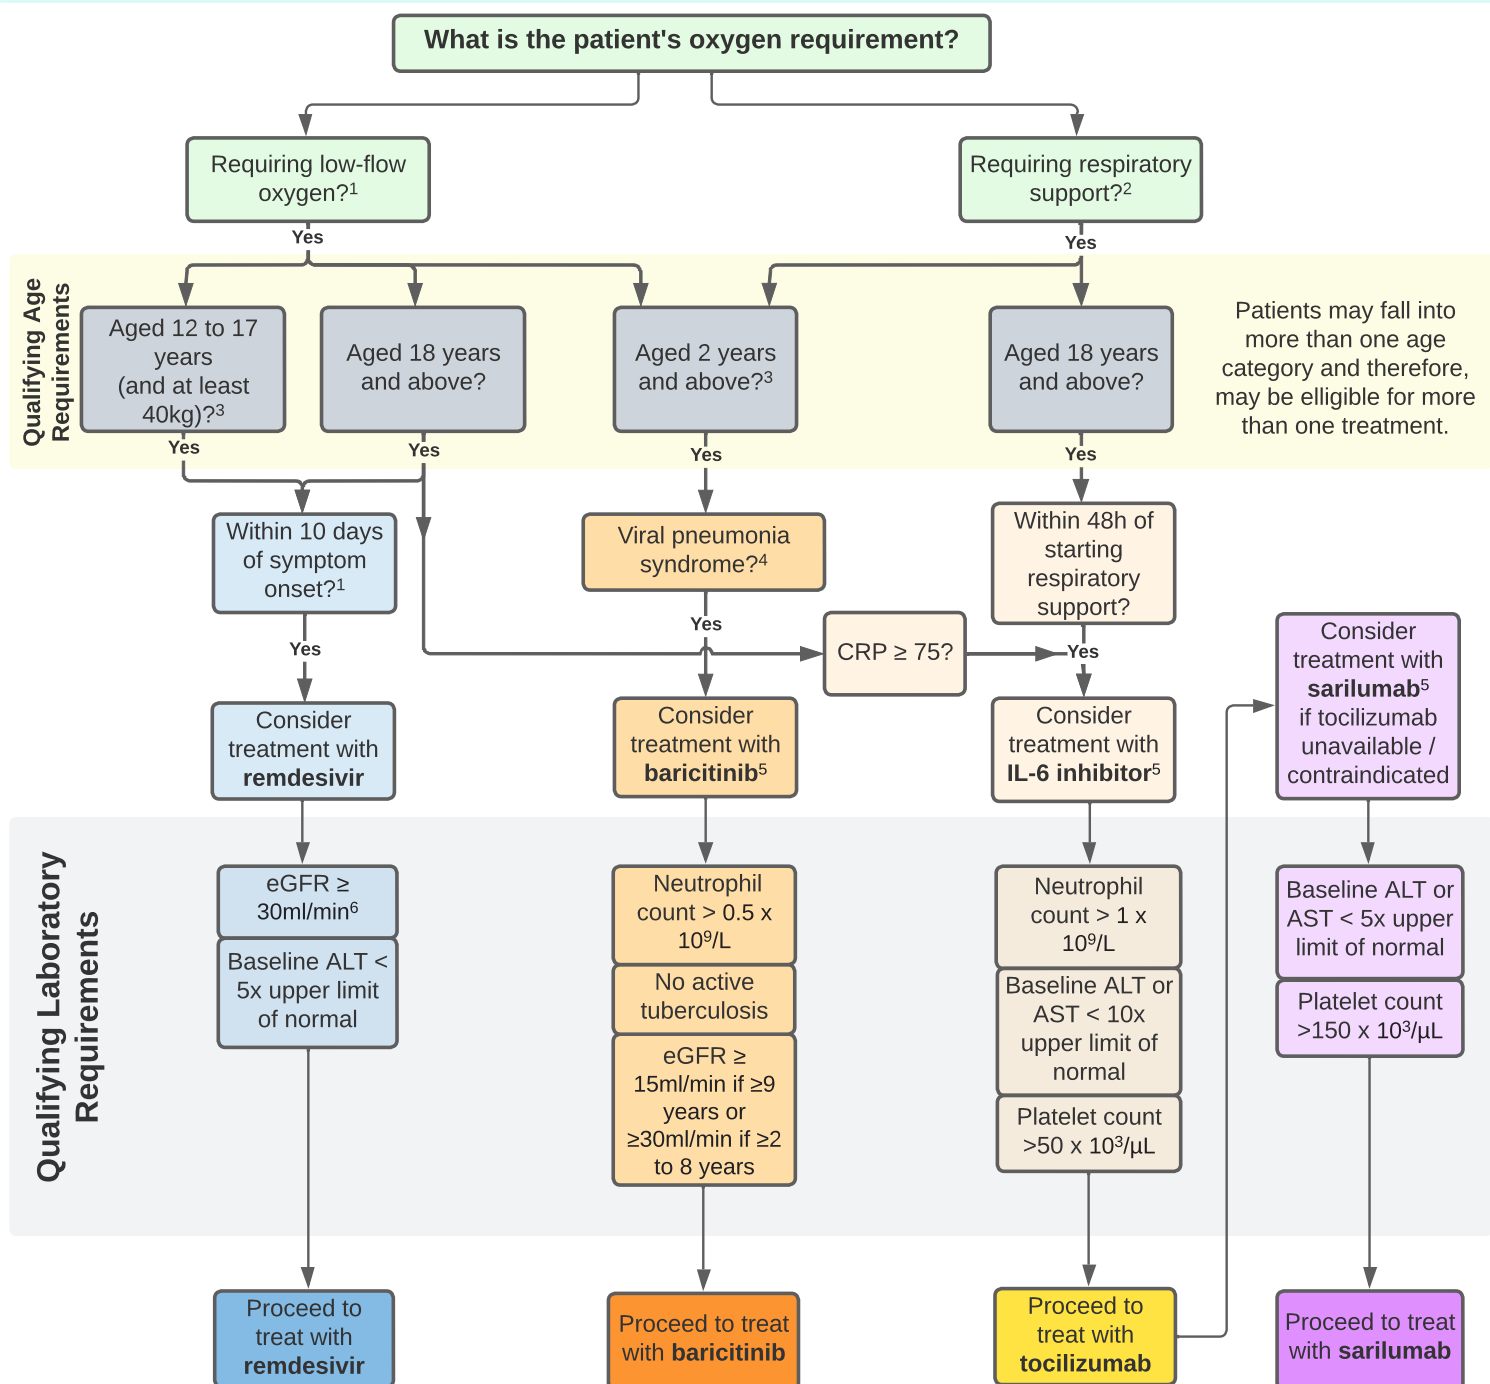 What is the patient's oxygen requirement?
Requiring low-flow
oxygen?¹
Requiring respiratory
support?²
Yes
Yes
Qualifying Age
Requirements
Aged 12 to 17
years
(and at least
40kg)?³
Aged 18 years
and above?
Aged 2 years
and above?³
Aged 18 years
and above?
Patients may fall into
more than one age
category and therefore,
may be elligible for more
than one treatment.
Yes
Yes
Yes
Yes
Within 10 days
of symptom
onset?¹
Viral pneumonia
syndrome?⁴
Within 48h of
starting
respiratory
support?
Yes
Yes
CRP ≥ 75?
Yes
Consider
treatment with
remdesivir
Consider
treatment with
baricitinib⁵
Consider
treatment with
IL-6 inhibitor⁵
Consider
treatment with
sarilumab⁵
if tocilizumab
unavailable /
contraindicated
Qualifying Laboratory
Requirements
eGFR ≥
30ml/min⁶
Baseline ALT <
5x upper limit
of normal
Neutrophil
count > 0.5 x
10⁹/L
No active
tuberculosis
eGFR ≥
15ml/min if ≥9
years or
≥30ml/min if ≥2
to 8 years
Neutrophil
count > 1 x
10⁹/L
Baseline ALT or
AST < 10x
upper limit of
normal
Platelet count
>50 x 10³/µL
Baseline ALT or
AST < 5x upper
limit of normal
Platelet count
>150 x 10³/µL
Proceed to
treat with
remdesivir
Proceed to treat
with baricitinib
Proceed to
treat with
tocilizumab
Proceed to treat
with sarilumab